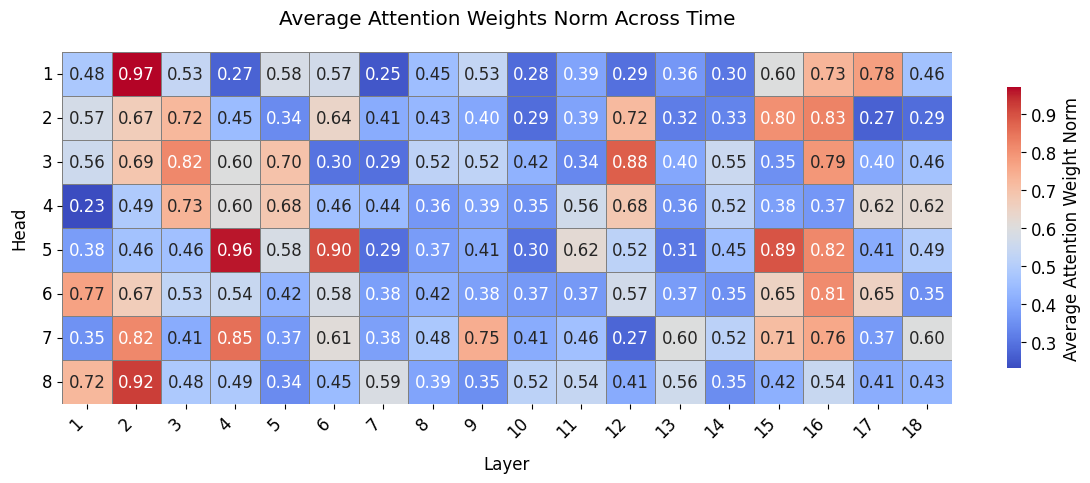 Average Attention Weights Norm Across Time
Head
1 0.48 0.97 0.53 0.27 0.58 0.57 0.25 0.45 0.53 0.28 0.39 0.29 0.36 0.30 0.60 0.73 0.78 0.46
2 0.57 0.67 0.72 0.45 0.34 0.64 0.41 0.43 0.40 0.29 0.39 0.72 0.32 0.33 0.80 0.83 0.27 0.29
3 0.56 0.69 0.82 0.60 0.70 0.30 0.29 0.52 0.52 0.42 0.34 0.88 0.40 0.55 0.35 0.79 0.40 0.46
4 0.23 0.49 0.73 0.60 0.68 0.46 0.44 0.36 0.39 0.35 0.56 0.68 0.36 0.52 0.38 0.37 0.62 0.62
5 0.38 0.46 0.46 0.96 0.58 0.90 0.29 0.37 0.41 0.30 0.62 0.52 0.31 0.45 0.89 0.82 0.41 0.49
6 0.77 0.67 0.53 0.54 0.42 0.58 0.38 0.42 0.38 0.37 0.37 0.57 0.37 0.35 0.65 0.81 0.65 0.35
7 0.35 0.82 0.41 0.85 0.37 0.61 0.38 0.48 0.75 0.41 0.46 0.27 0.60 0.52 0.71 0.76 0.37 0.60
8 0.72 0.92 0.48 0.49 0.34 0.45 0.59 0.39 0.35 0.52 0.54 0.41 0.56 0.35 0.42 0.54 0.41 0.43
1 2 3 4 5 6 7 8 9 10 11 12 13 14 15 16 17 18
Layer
0.9
0.8
0.7
0.6
0.5
0.4
0.3
Average Attention Weight Norm